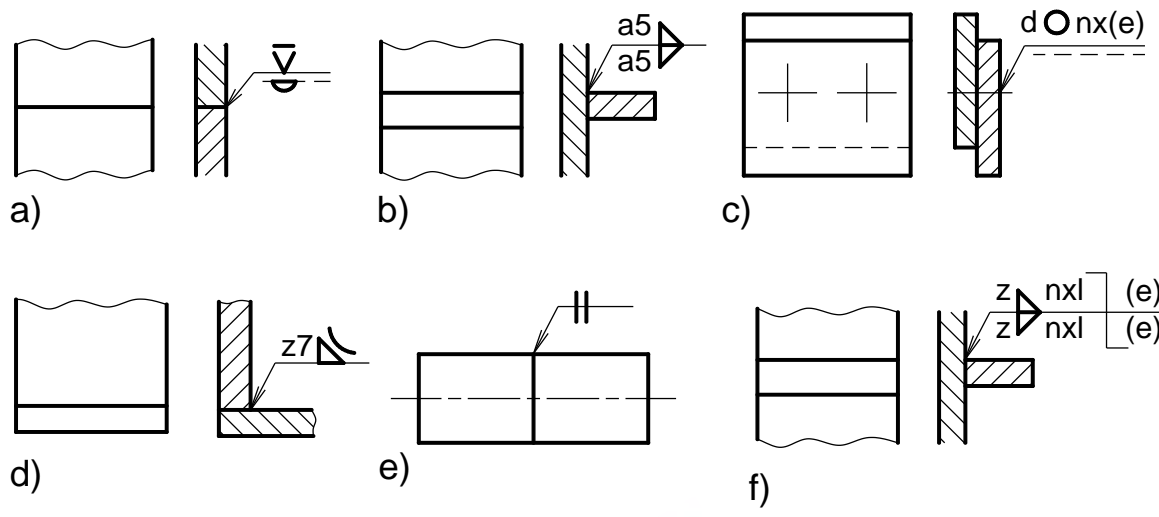 a)
a5
a5
b)
d nx(e)
c)
z7
d)
e)
z nxl (e)
z nxl (e)
f)